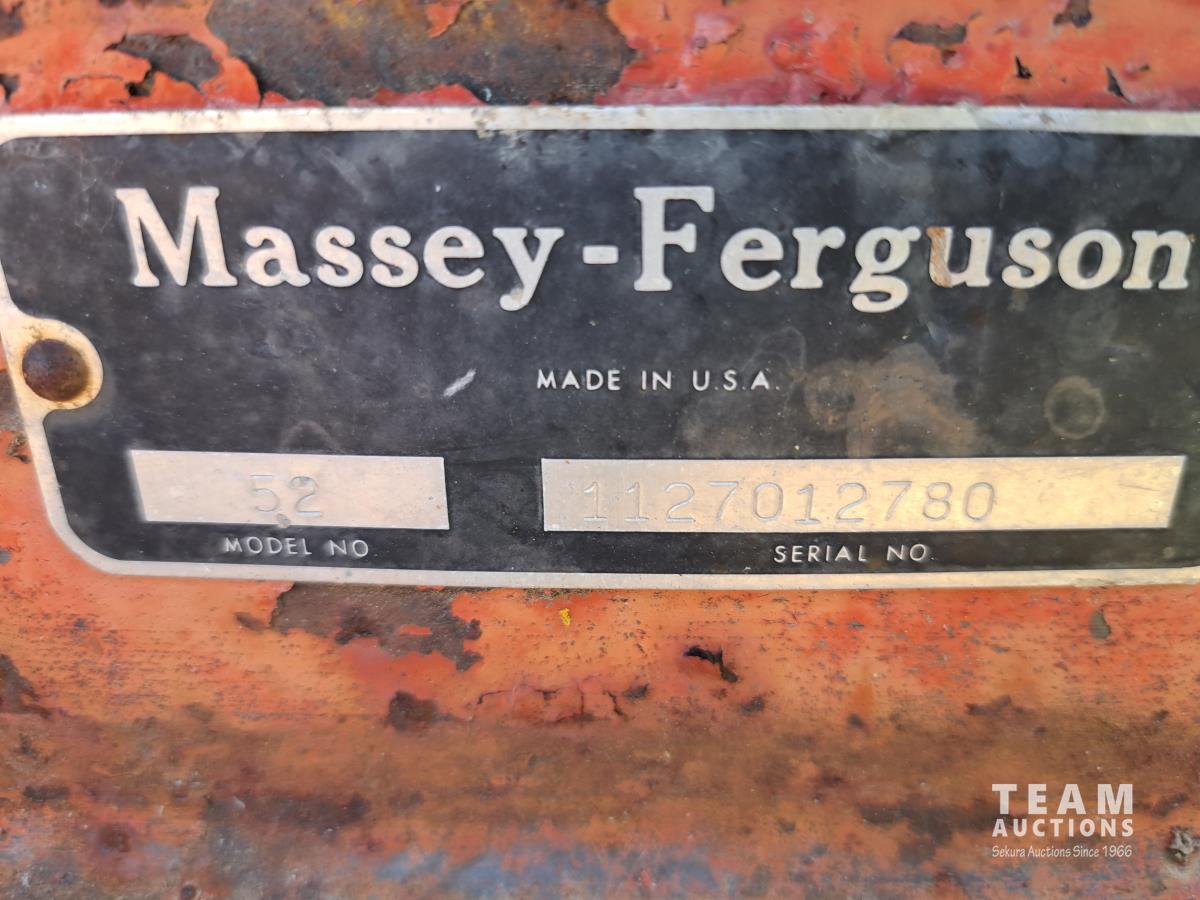 Massey-Ferguson
MADE IN U.S.A.
52
1127012780
MODEL NO
SERIAL NO.
TEAM
AUCTIONS
Sekura Auctions Since 1966